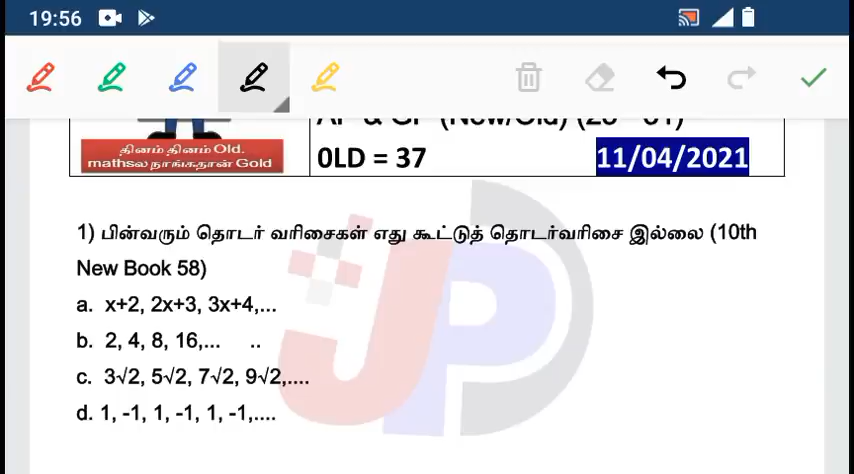 19:56
தினம் தினம் Old.
mathsல நாங்கதான் Gold
0LD = 37
11/04/2021
1) பின்வரும் தொடர் வரிசைகள் எது கூட்டுத் தொடர்வரிசை இல்லை (10th
New Book 58)
a. x+2, 2x+3, 3x+4,...
b. 2, 4, 8, 16,... ..
c. 3√2, 5√2, 7√2, 9√2,....
d. 1, -1, 1, -1, 1, -1,....
JP